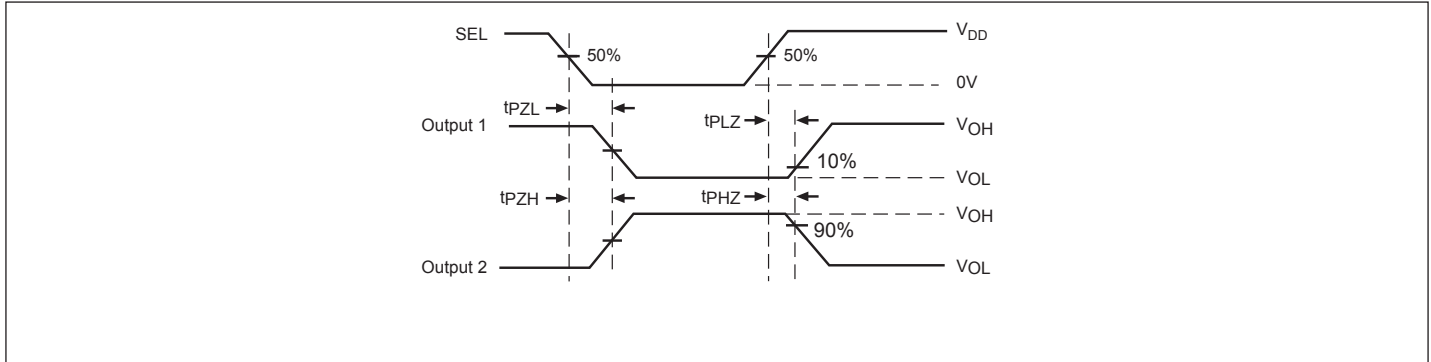 SEL
50%
50%
VDD
0V
tPZL
tPLZ
Output 1
VOH
10%
VOL
tPZH
tPHZ
VOH
90%
Output 2
VOL